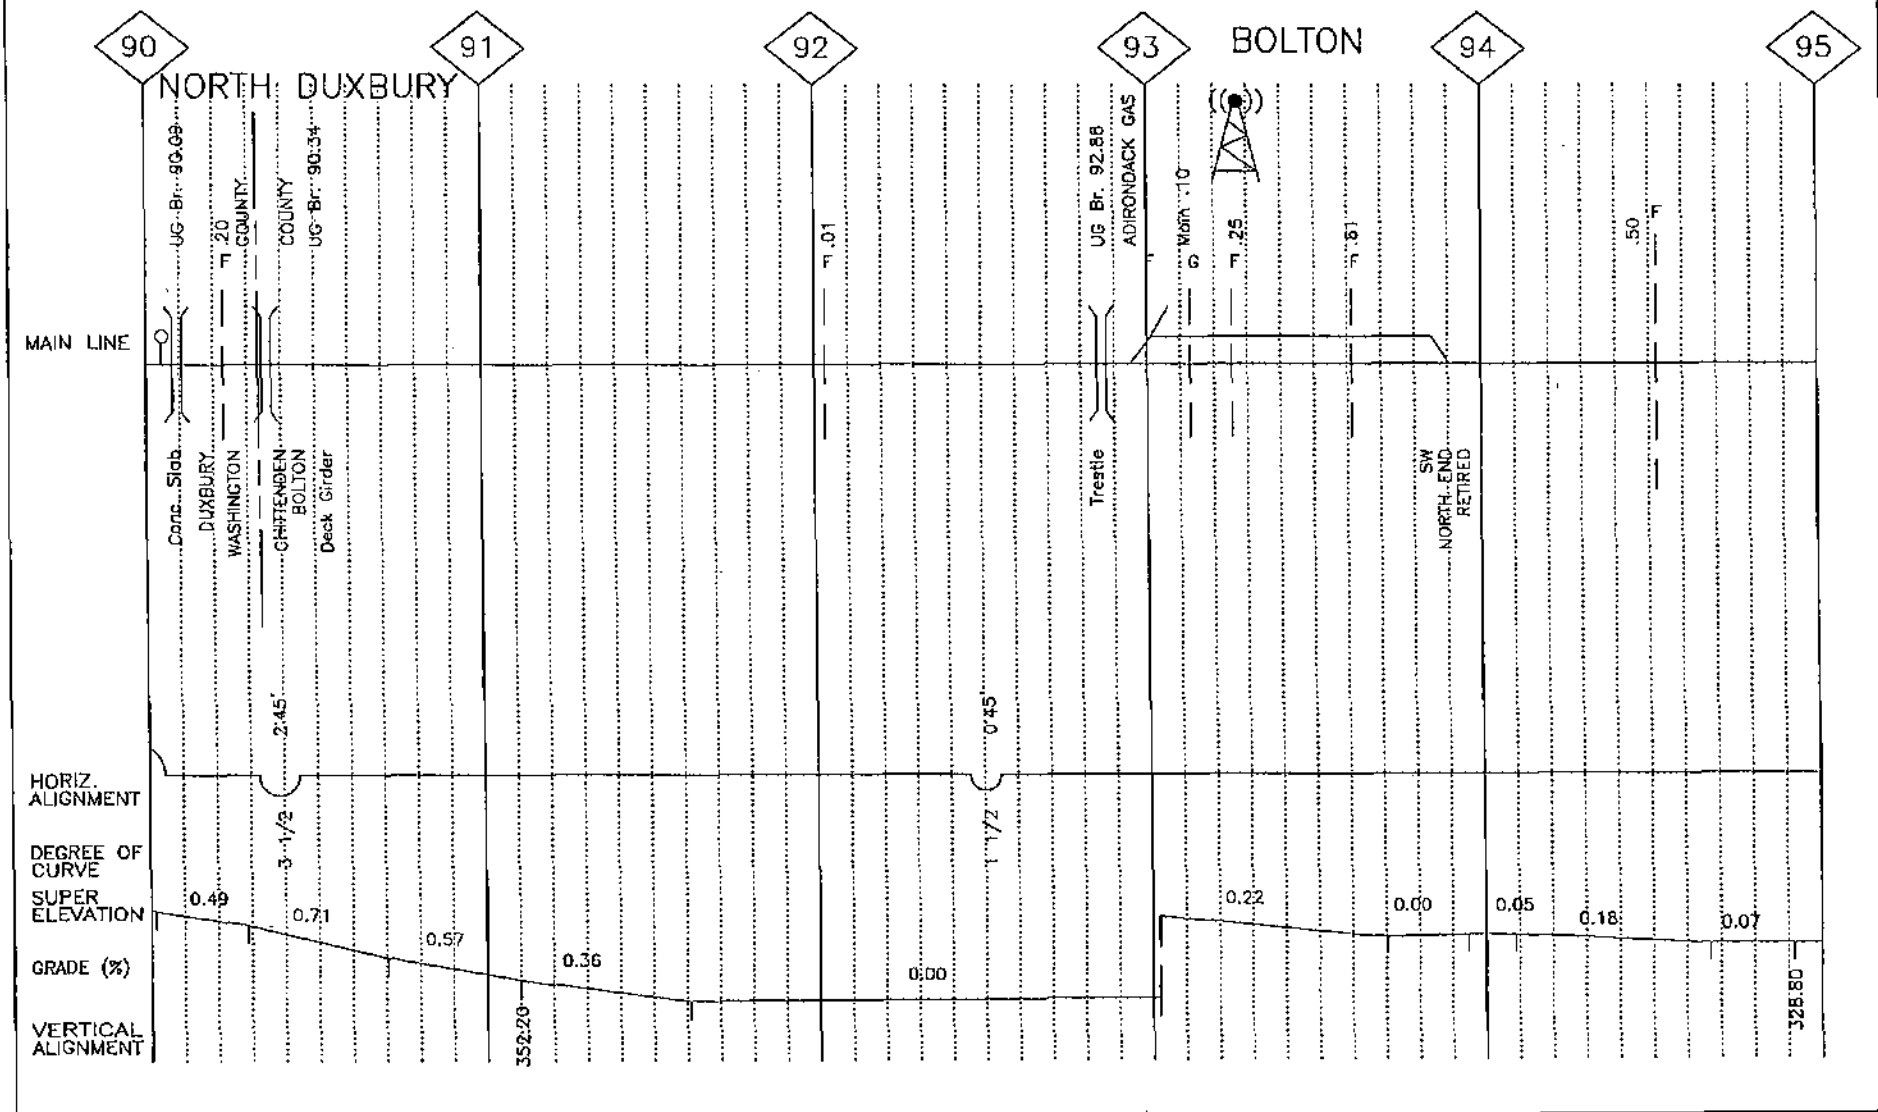 90
91
92
93
94
95
NORTH DUXBURY
BOLTON
UG Br. 90.09
F .20
COUNTY
COUNTY
UG Br. 90.34
F .01
UG Br. 92.88
ADIRONDACK GAS
F
G Main .10
F .25
F .61
.50 F
MAIN LINE
Conc. Slab
DUXBURY
WASHINGTON
CHITTENDEN
BOLTON
Deck Girder
Trestle
SW
NORTH END
RETIRED
2°45'
0°45'
HORIZ.
ALIGNMENT
3 1/2
1 1/2
DEGREE OF
CURVE
SUPER
ELEVATION
0.49
0.71
0.57
0.36
0.00
0.22
0.00
0.05
0.18
0.07
GRADE (%)
352.20
328.80
VERTICAL
ALIGNMENT